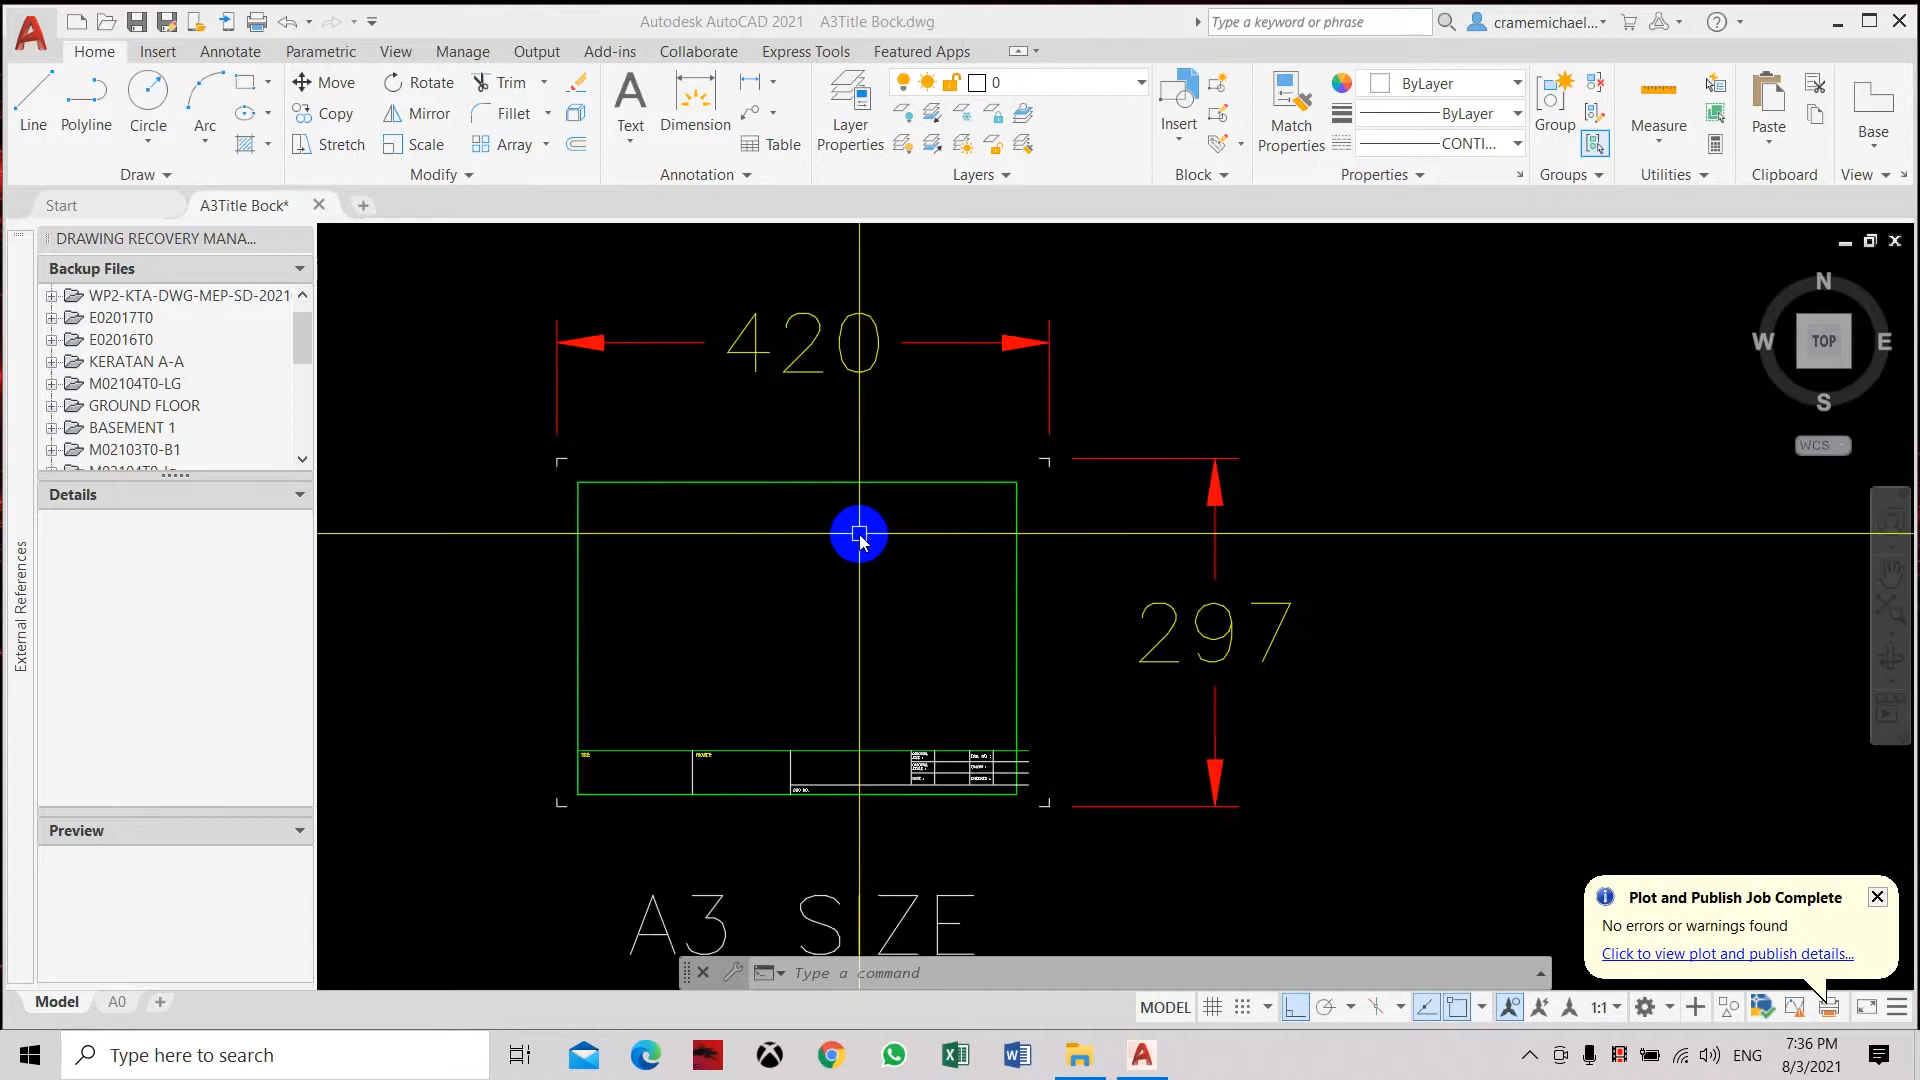 Autodesk AutoCAD 2021 A3Title Bock.dwg
Type a keyword or phrase
cramemichael...
Home Insert Annotate Parametric View Manage Output Add-ins Collaborate Express Tools Featured Apps
Line Polyline Circle Arc
Move Rotate Trim
Copy Mirror Fillet
Stretch Scale Array
Text Dimension Table
Layer
Properties
0
Insert
Match
Properties
ByLayer
ByLayer
CONTI...
Group
Measure
Paste
Base
Draw Modify Annotation Layers Block Properties Groups Utilities Clipboard View
Start A3Title Bock*
DRAWING RECOVERY MANA...
Backup Files
WP2-KTA-DWG-MEP-SD-2021
E02017T0
E02016T0
KERATAN A-A
M02104T0-LG
GROUND FLOOR
BASEMENT 1
M02103T0-B1
Details
External References
Preview
420
297
A3 SIZE
N
W TOP E
S
WCS
Type a command
Plot and Publish Job Complete
No errors or warnings found
Click to view plot and publish details...
Model A0
MODEL 1:1
Type here to search
ENG
7:36 PM
8/3/2021